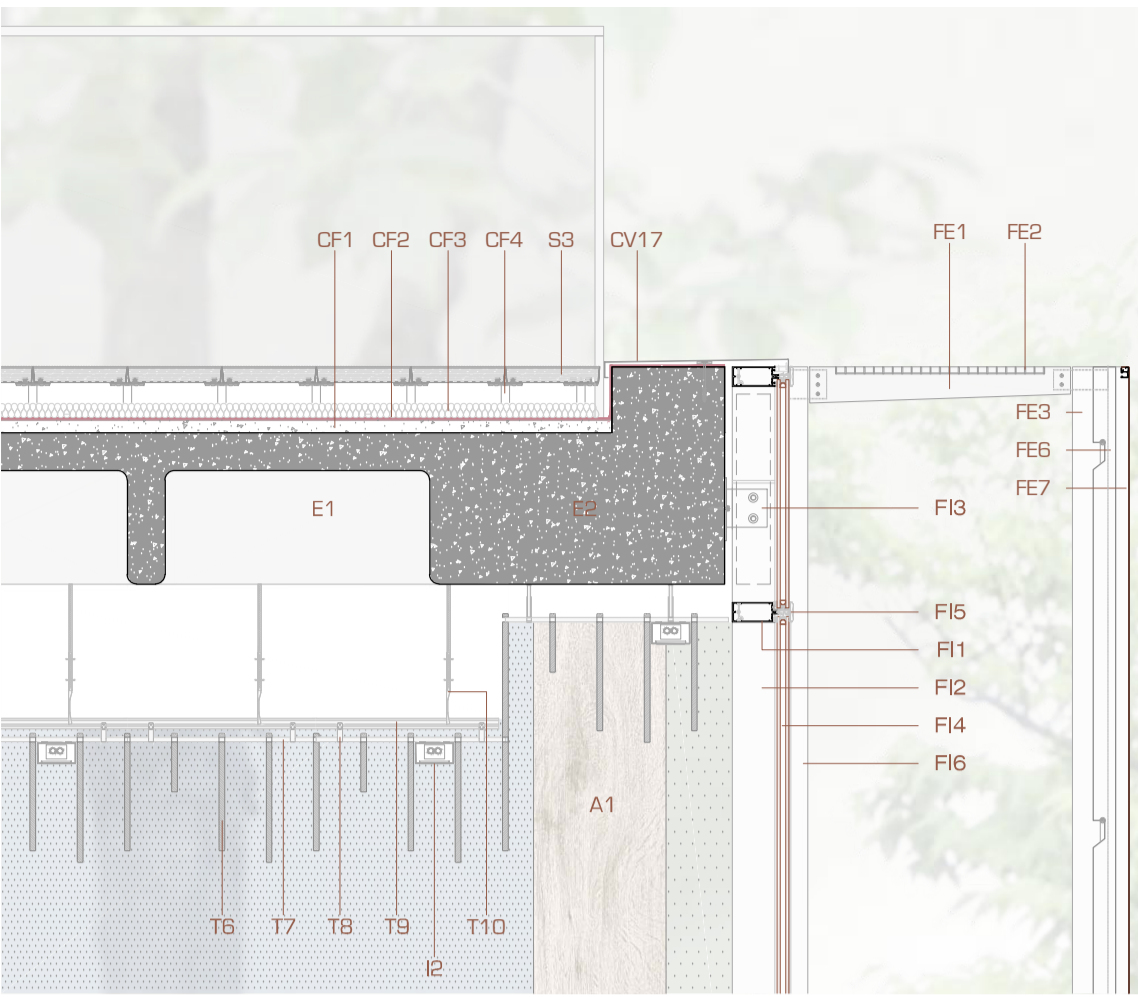 CF1 CF2 CF3 CF4 S3 CV17 FE1 FE2
FE3
FE6
FE7
E1 E2 FI3
FI5
FI1
FI2
FI4
FI6
A1
T6 T7 T8 T9 T10
I2